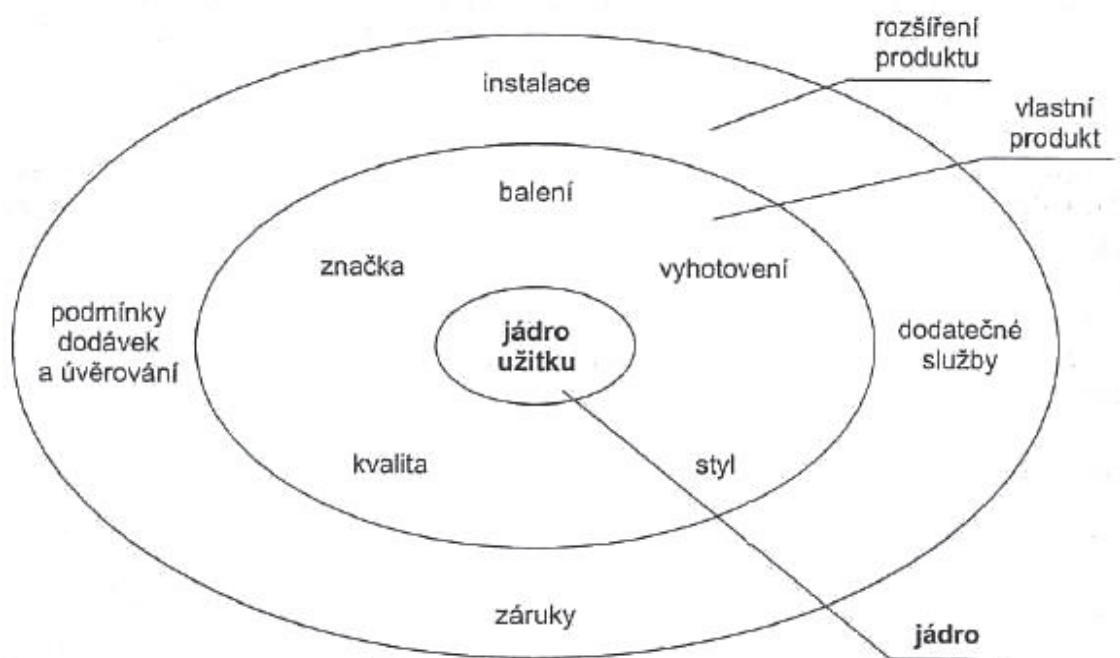 rozšíření
produktu
instalace
vlastní
produkt
balení
značka
vyhotovení
podmínky
dodávek
a úvěrování
jádro
užitku
dodatečné
služby
kvalita
styl
záruky
jádro